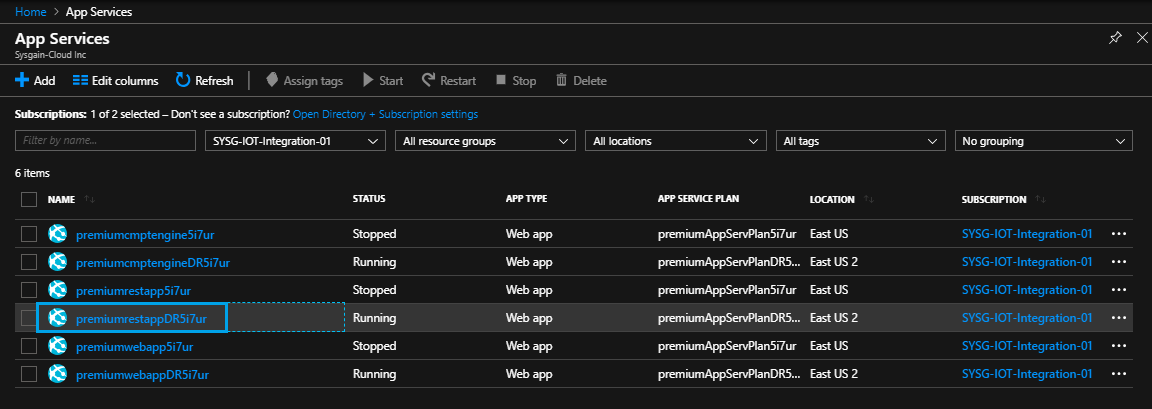 Home > App Services
App Services
Sysgain-Cloud Inc
Add Edit columns Refresh Assign tags Start Restart Stop Delete
Subscriptions: 1 of 2 selected – Don't see a subscription? Open Directory + Subscription settings
Filter by name... SYSG-IOT-Integration-01 All resource groups All locations All tags No grouping
6 items
NAME STATUS APP TYPE APP SERVICE PLAN LOCATION SUBSCRIPTION
premiumcmptengine5i7ur Stopped Web app premiumAppServPlan5i7ur East US SYSG-IOT-Integration-01
premiumcmptengineDR5i7ur Running Web app premiumAppServPlanDR5... East US 2 SYSG-IOT-Integration-01
premiumrestapp5i7ur Stopped Web app premiumAppServPlan5i7ur East US SYSG-IOT-Integration-01
premiumrestappDR5i7ur Running Web app premiumAppServPlanDR5... East US 2 SYSG-IOT-Integration-01
premiumwebapp5i7ur Stopped Web app premiumAppServPlan5i7ur East US SYSG-IOT-Integration-01
premiumwebappDR5i7ur Running Web app premiumAppServPlanDR5... East US 2 SYSG-IOT-Integration-01